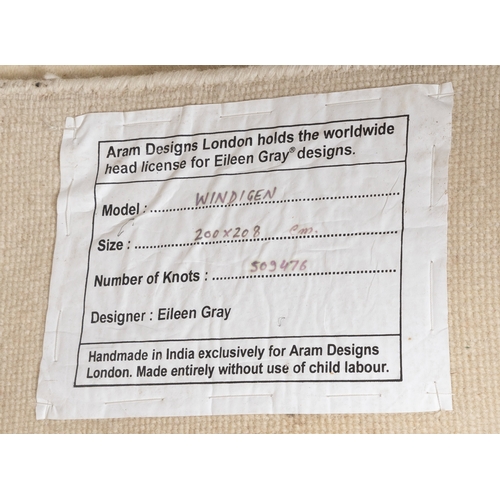 Aram Designs London holds the worldwide
head license for Eileen Gray® designs.
Model : WINDIGEN
Size : 200x208 cm.
Number of Knots : 509476
Designer : Eileen Gray
Handmade in India exclusively for Aram Designs
London. Made entirely without use of child labour.